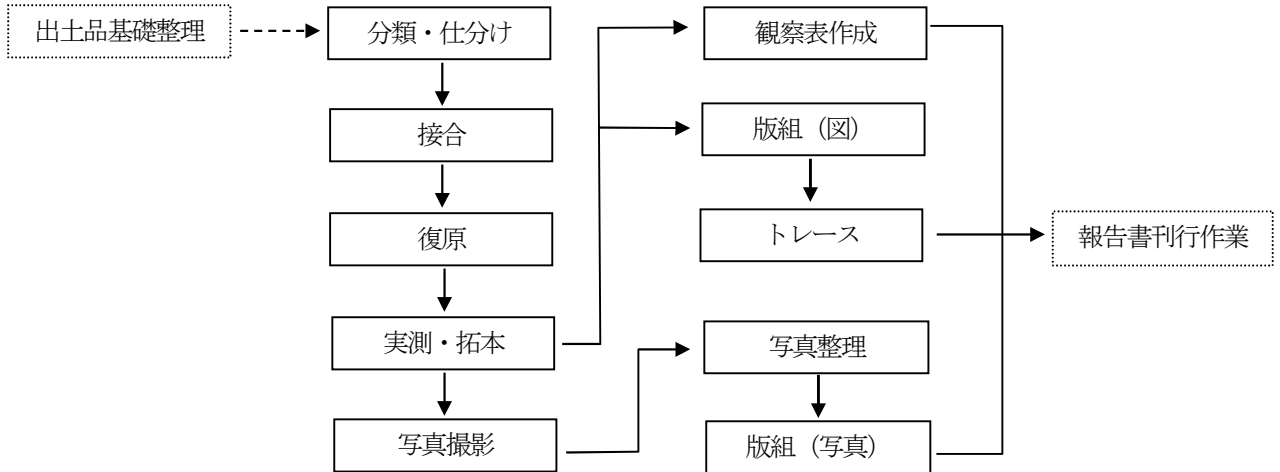 出土品基礎整理
分類・仕分け
接合
復原
実測・拓本
写真撮影
観察表作成
版組（図）
トレース
写真整理
版組（写真）
報告書刊行作業